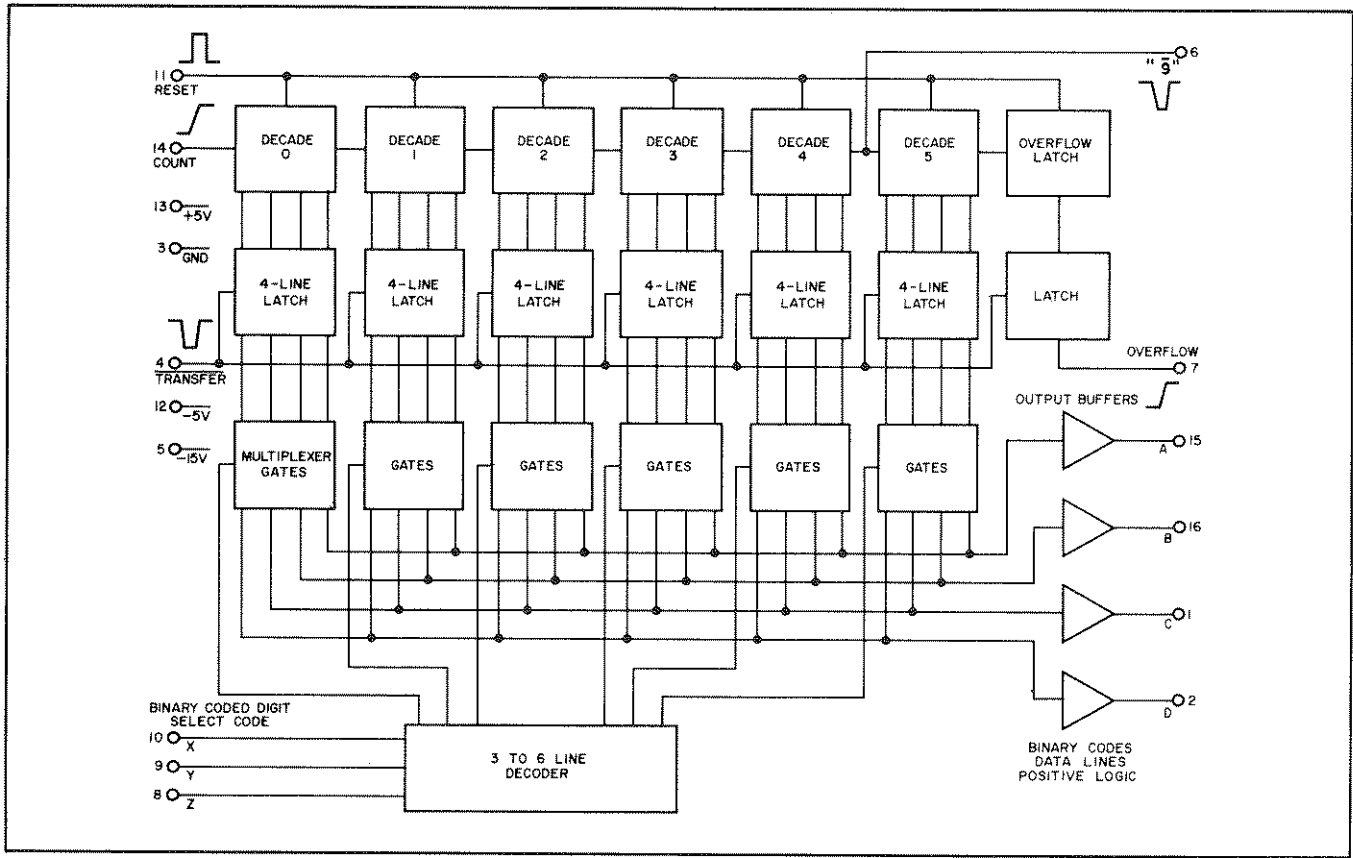 11
RESET
6
"9̅"
14
COUNT
DECADE
0
DECADE
1
DECADE
2
DECADE
3
DECADE
4
DECADE
5
OVERFLOW
LATCH
13
+5V
3
GND
4-LINE
LATCH
4-LINE
LATCH
4-LINE
LATCH
4-LINE
LATCH
4-LINE
LATCH
4-LINE
LATCH
LATCH
4
TRANSFER
OVERFLOW
7
12
-5V
5
-15V
OUTPUT BUFFERS
MULTIPLEXER
GATES
GATES
GATES
GATES
GATES
GATES
15
A
16
B
1
C
2
D
BINARY CODED DIGIT
SELECT CODE
10
X
9
Y
8
Z
3 TO 6 LINE
DECODER
BINARY CODES
DATA LINES
POSITIVE LOGIC